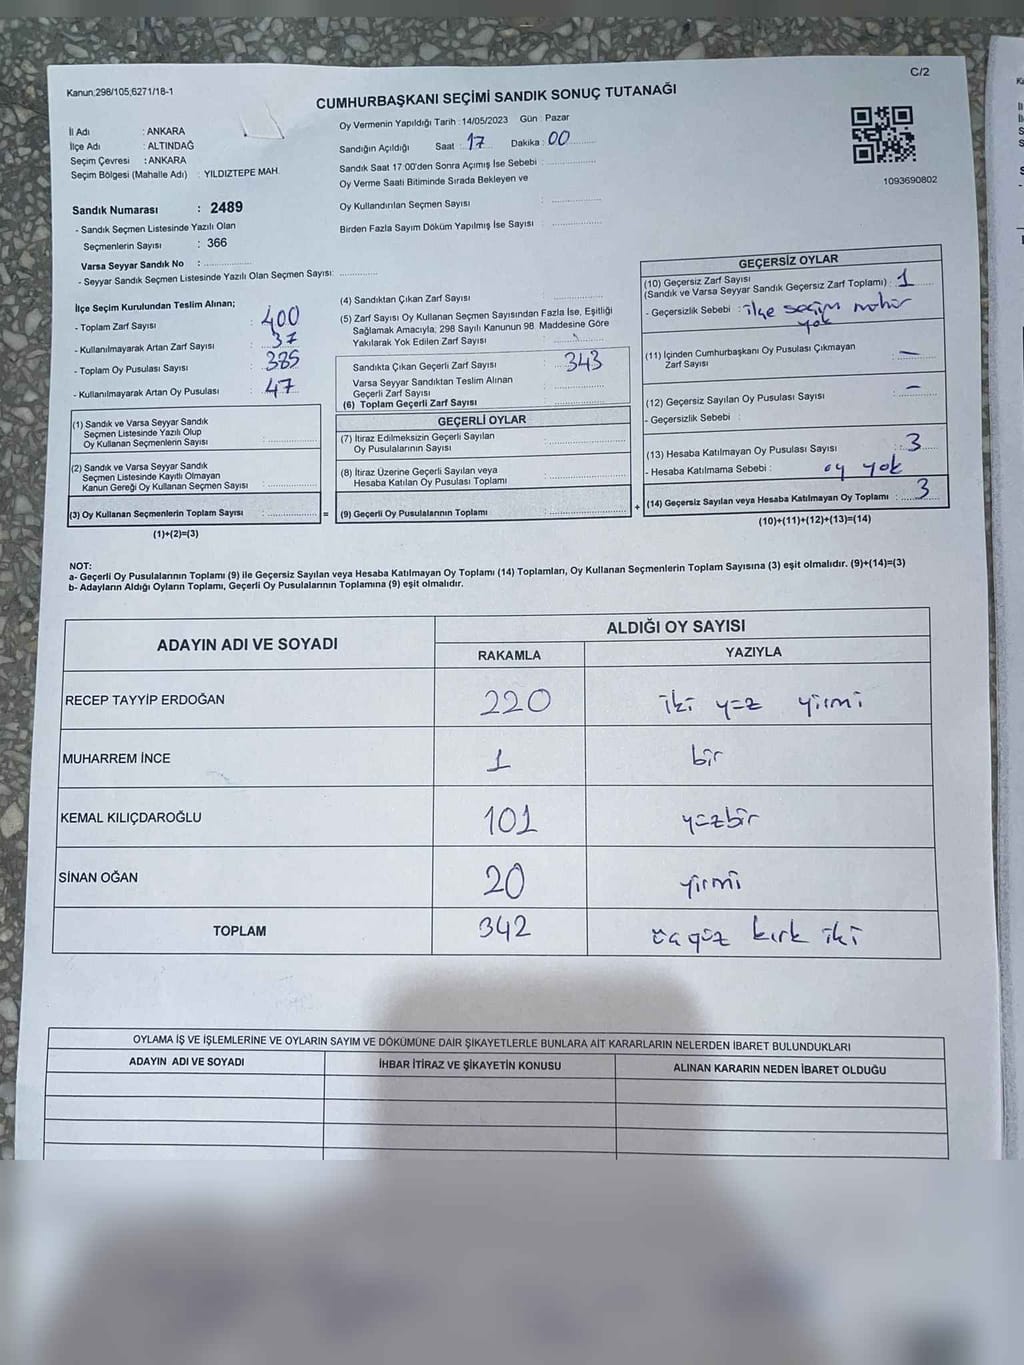 C/2
Kanun;298/105;6271/18-1
CUMHURBAŞKANI SEÇİMİ SANDIK SONUÇ TUTANAĞI
İl Adı : ANKARA
İlçe Adı : ALTINDAĞ
Seçim Çevresi : ANKARA
Seçim Bölgesi (Mahalle Adı) : YILDIZTEPE MAH.
Sandık Numarası : 2489
- Sandık Seçmen Listesinde Yazılı Olan
Seçmenlerin Sayısı : 366
Varsa Seyyar Sandık No :
- Seyyar Sandık Seçmen Listesinde Yazılı Olan Seçmen Sayısı:
Oy Vermenin Yapıldığı Tarih : 14/05/2023 Gün : Pazar
Sandığın Açıldığı Saat : 17 Dakika : 00
Sandık Saat 17:00'den Sonra Açımış İse Sebebi :
Oy Verme Saati Bitiminde Sırada Bekleyen ve
Oy Kullandırılan Seçmen Sayısı :
Birden Fazla Sayım Döküm Yapılmış İse Sayısı :
1093690802
İlçe Seçim Kurulundan Teslim Alınan;
- Toplam Zarf Sayısı : 400
- Kullanılmayarak Artan Zarf Sayısı : 37
- Toplam Oy Pusulası Sayısı : 385
- Kullanılmayarak Artan Oy Pusulası : 47
(1) Sandık ve Varsa Seyyar Sandık
Seçmen Listesinde Yazılı Olup
Oy Kullanan Seçmenlerin Sayısı :
(2) Sandık ve Varsa Seyyar Sandık
Seçmen Listesinde Kayıtlı Olmayan
Kanun Gereği Oy Kullanan Seçmen Sayısı :
(3) Oy Kullanan Seçmenlerin Toplam Sayısı : =
(1)+(2)=(3)
(4) Sandıktan Çıkan Zarf Sayısı :
(5) Zarf Sayısı Oy Kullanan Seçmen Sayısından Fazla İse, Eşitliği
Sağlamak Amacıyla; 298 Sayılı Kanunun 98. Maddesine Göre
Yakılarak Yok Edilen Zarf Sayısı :
Sandıkta Çıkan Geçerli Zarf Sayısı : 343
Varsa Seyyar Sandıktan Teslim Alınan
Geçerli Zarf Sayısı :
(6) Toplam Geçerli Zarf Sayısı :
GEÇERLİ OYLAR
(7) İtiraz Edilmeksizin Geçerli Sayılan
Oy Pusulasının Sayısı :
(8) İtiraz Üzerine Geçerli Sayılan veya
Hesaba Katılan Oy Pusulası Toplamı :
(9) Geçerli Oy Pusulalarının Toplamı : +
GEÇERSİZ OYLAR
(10) Geçersiz Zarf Sayısı
(Sandık ve Varsa Seyyar Sandık Geçersiz Zarf Toplamı) : 1
- Geçersizlik Sebebi : ilçe seçim mühür
yok
(11) İçinden Cumhurbaşkanı Oy Pusulası Çıkmayan
Zarf Sayısı : —
(12) Geçersiz Sayılan Oy Pusulası Sayısı : —
- Geçersizlik Sebebi :
(13) Hesaba Katılmayan Oy Pusulası Sayısı : 3
- Hesaba Katılmama Sebebi : oy yok
(14) Geçersiz Sayılan veya Hesaba Katılmayan Oy Toplamı : 3
(10)+(11)+(12)+(13)=(14)
NOT:
a- Geçerli Oy Pusulalarının Toplamı (9) ile Geçersiz Sayılan veya Hesaba Katılmayan Oy Toplamı (14) Toplamları, Oy Kullanan Seçmenlerin Toplam Sayısına (3) eşit olmalıdır. (9)+(14)=(3)
b- Adayların Aldığı Oyların Toplamı, Geçerli Oy Pusulalarının Toplamına (9) eşit olmalıdır.
ADAYIN ADI VE SOYADI
ALDIĞI OY SAYISI
RAKAMLA YAZIYLA
RECEP TAYYİP ERDOĞAN 220 iki yüz yirmi
MUHARREM İNCE 1 bir
KEMAL KILIÇDAROĞLU 101 yüzbir
SİNAN OĞAN 20 yirmi
TOPLAM 342 üçyüz kırk iki
OYLAMA İŞ VE İŞLEMLERİNE VE OYLARIN SAYIM VE DÖKÜMÜNE DAİR ŞİKAYETLERLE BUNLARA AİT KARARLARIN NELERDEN İBARET BULUNDUKLARI
ADAYIN ADI VE SOYADI İHBAR İTİRAZ VE ŞİKAYETİN KONUSU ALINAN KARARIN NEDEN İBARET OLDUĞU